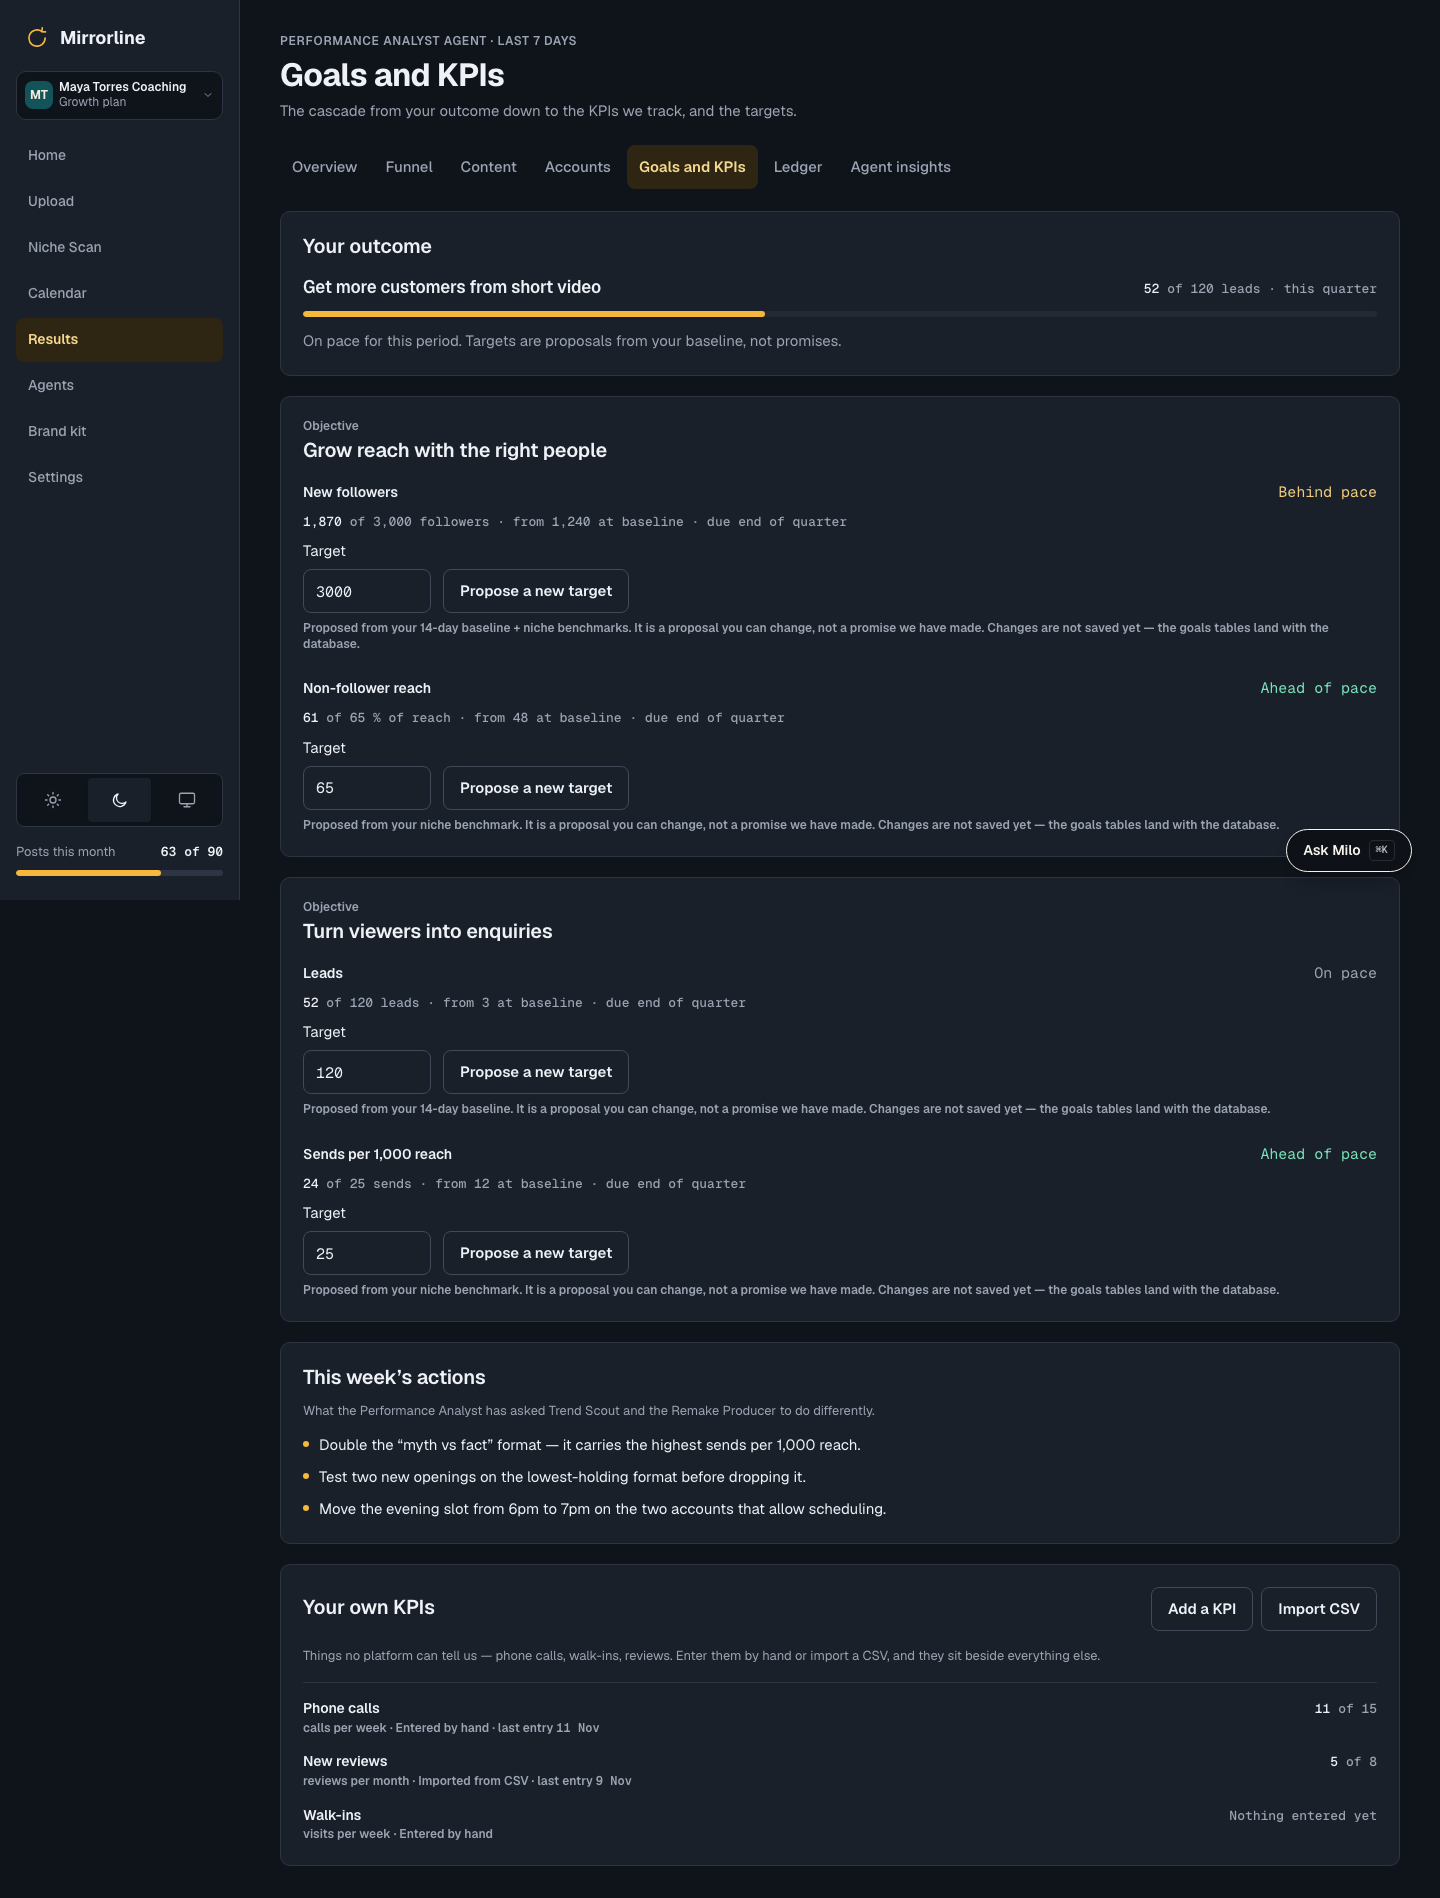 Mirrorline
MT
Maya Torres Coaching
Growth plan
Home
Upload
Niche Scan
Calendar
Results
Agents
Brand kit
Settings
Posts this month 63 of 90
PERFORMANCE ANALYST AGENT · LAST 7 DAYS
Goals and KPIs
The cascade from your outcome down to the KPIs we track, and the targets.
Overview Funnel Content Accounts Goals and KPIs Ledger Agent insights
Your outcome
Get more customers from short video 52 of 120 leads · this quarter
On pace for this period. Targets are proposals from your baseline, not promises.
Objective
Grow reach with the right people
New followers Behind pace
1,870 of 3,000 followers · from 1,240 at baseline · due end of quarter
Target
3000 Propose a new target
Proposed from your 14-day baseline + niche benchmarks. It is a proposal you can change, not a promise we have made. Changes are not saved yet — the goals tables land with the
database.
Non-follower reach Ahead of pace
61 of 65 % of reach · from 48 at baseline · due end of quarter
Target
65 Propose a new target
Proposed from your niche benchmark. It is a proposal you can change, not a promise we have made. Changes are not saved yet — the goals tables land with the database.
Ask Milo ⌘K
Objective
Turn viewers into enquiries
Leads On pace
52 of 120 leads · from 3 at baseline · due end of quarter
Target
120 Propose a new target
Proposed from your 14-day baseline. It is a proposal you can change, not a promise we have made. Changes are not saved yet — the goals tables land with the database.
Sends per 1,000 reach Ahead of pace
24 of 25 sends · from 12 at baseline · due end of quarter
Target
25 Propose a new target
Proposed from your niche benchmark. It is a proposal you can change, not a promise we have made. Changes are not saved yet — the goals tables land with the database.
This week’s actions
What the Performance Analyst has asked Trend Scout and the Remake Producer to do differently.
Double the “myth vs fact” format — it carries the highest sends per 1,000 reach.
Test two new openings on the lowest-holding format before dropping it.
Move the evening slot from 6pm to 7pm on the two accounts that allow scheduling.
Your own KPIs Add a KPI Import CSV
Things no platform can tell us — phone calls, walk-ins, reviews. Enter them by hand or import a CSV, and they sit beside everything else.
Phone calls 11 of 15
calls per week · Entered by hand · last entry 11 Nov
New reviews 5 of 8
reviews per month · Imported from CSV · last entry 9 Nov
Walk-ins Nothing entered yet
visits per week · Entered by hand